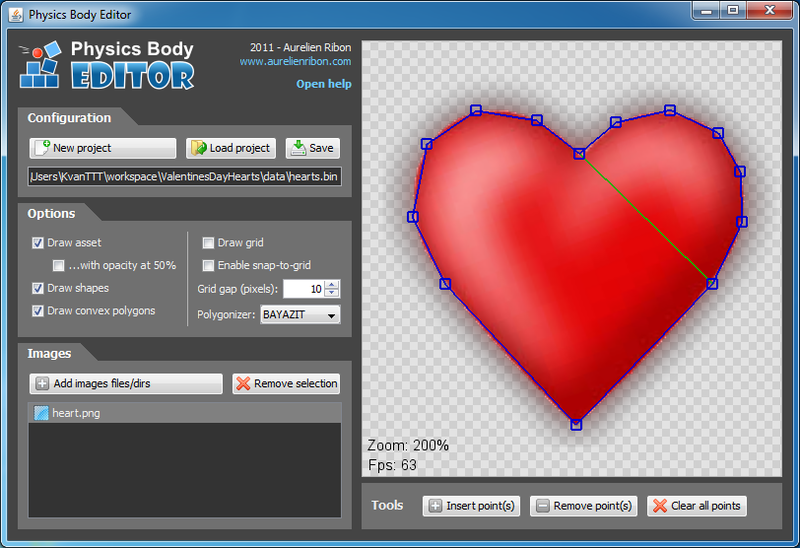 Physics Body Editor
Physics Body
EDITOR
2011 - Aurelien Ribon
www.aurelienribon.com
Open help
Configuration
New project
Load project
Save
\Users\KvanTTT\workspace\ValentinesDayHearts\data\hearts.bin
Options
Draw asset
...with opacity at 50%
Draw shapes
Draw convex polygons
Draw grid
Enable snap-to-grid
Grid gap (pixels): 10
Polygonizer: BAYAZIT
Images
Add images files/dirs
Remove selection
heart.png
Zoom: 200%
Fps: 63
Tools
Insert point(s)
Remove point(s)
Clear all points